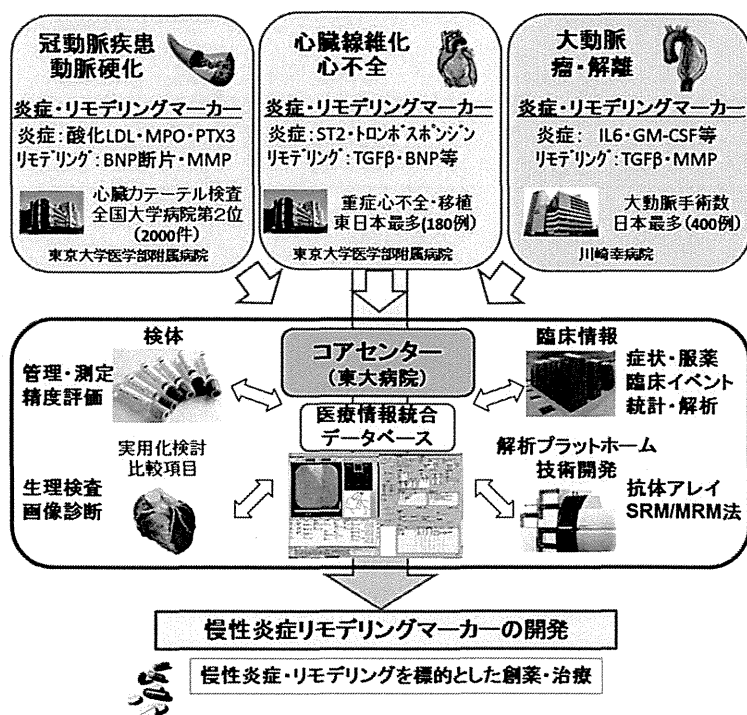 冠動脈疾患
動脈硬化
炎症・リモデリングマーカー
炎症：酸化LDL・MPO・PTX3
リモデリング：BNP断片・MMP
心臓カテーテル検査
全国大学病院第2位
（2000件）
東京大学医学部附属病院
心臓線維化
心不全
炎症・リモデリングマーカー
炎症：ST2・トロンボスポンジン
リモデリング：TGFβ・BNP等
重症心不全・移植
東日本最多(180例)
東京大学医学部附属病院
大動脈
瘤・解離
炎症・リモデリングマーカー
炎症： IL6・GM-CSF等
リモデリング：TGFβ・MMP
大動脈手術数
日本最多(400例)
川崎幸病院
検体
管理・測定
精度評価
コアセンター
（東大病院）
臨床情報
症状・服薬
臨床イベント
統計・解析
医療情報統合
データベース
実用化検討
比較項目
生理検査
画像診断
解析プラットホーム
技術開発
抗体アレイ
SRM/MRM法
慢性炎症リモデリングマーカーの開発
慢性炎症・リモデリングを標的とした創薬・治療